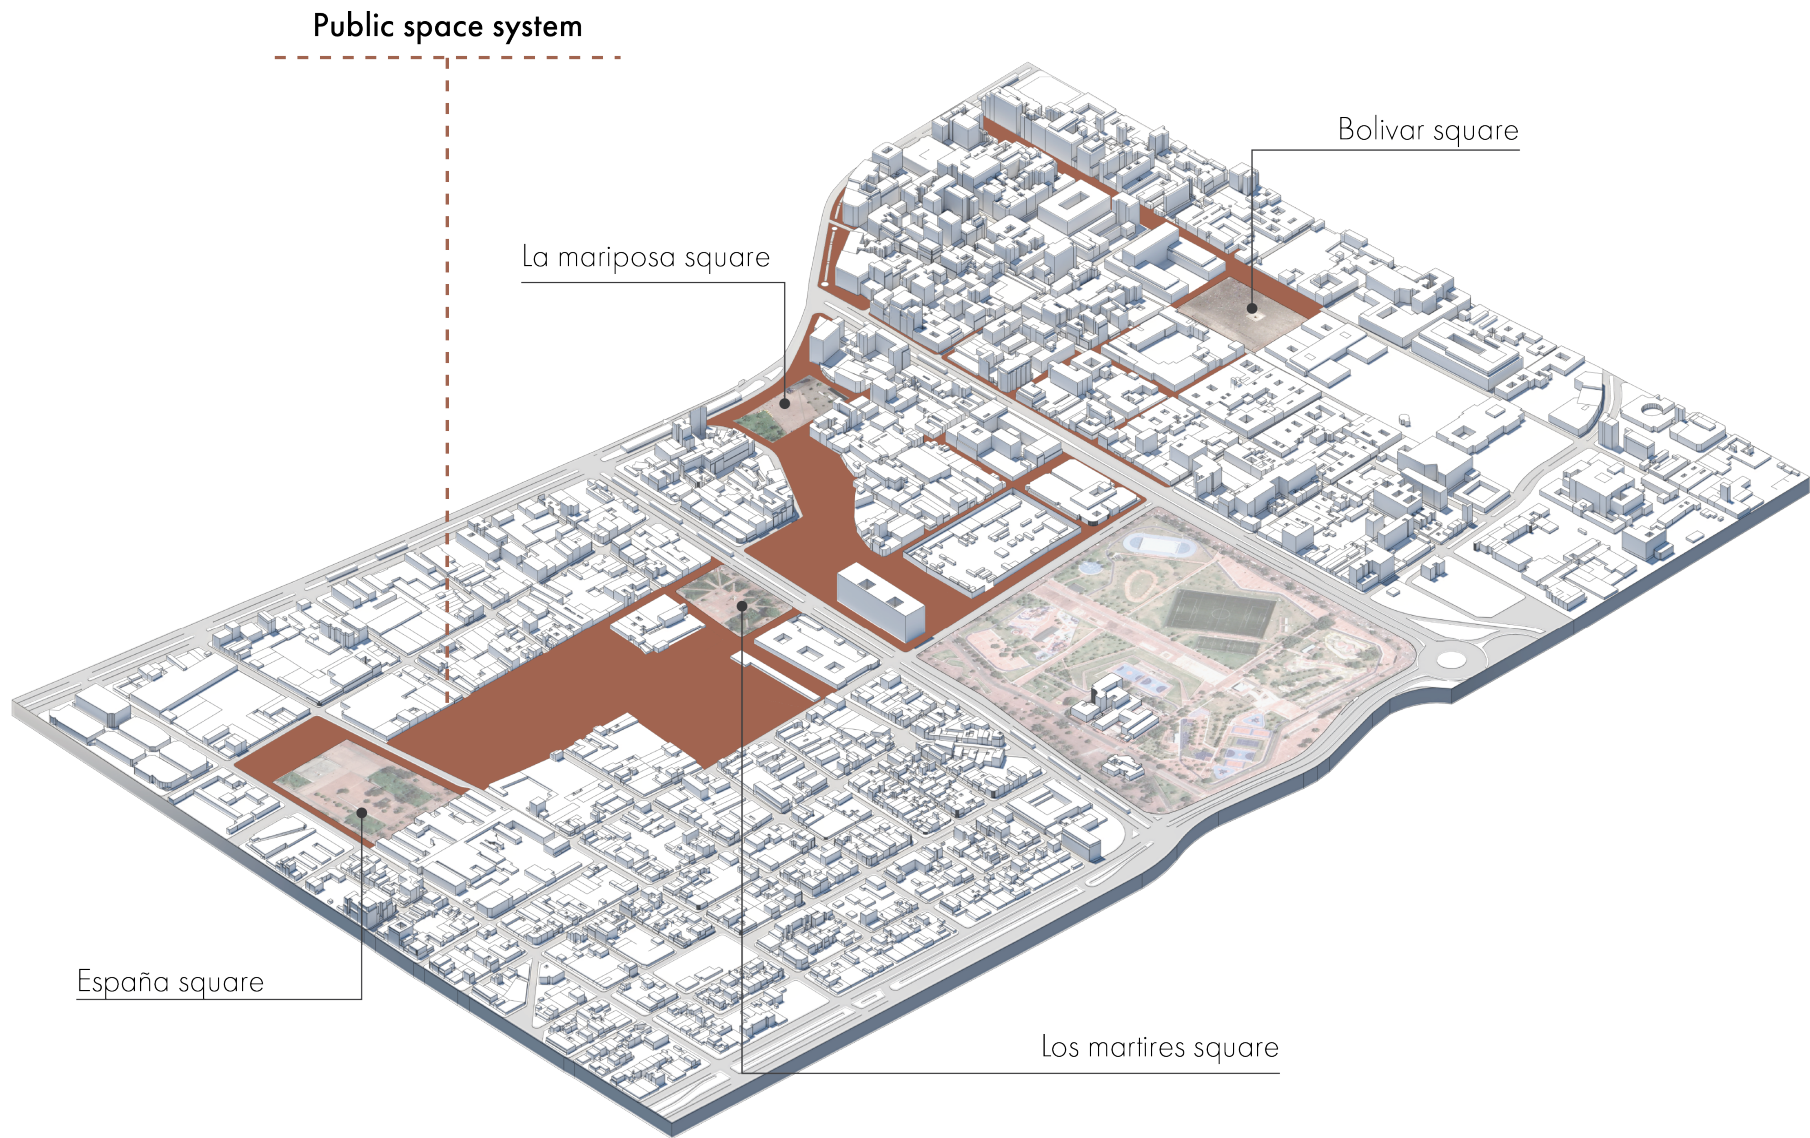 Public space system
Bolivar square
La mariposa square
España square
Los martires square